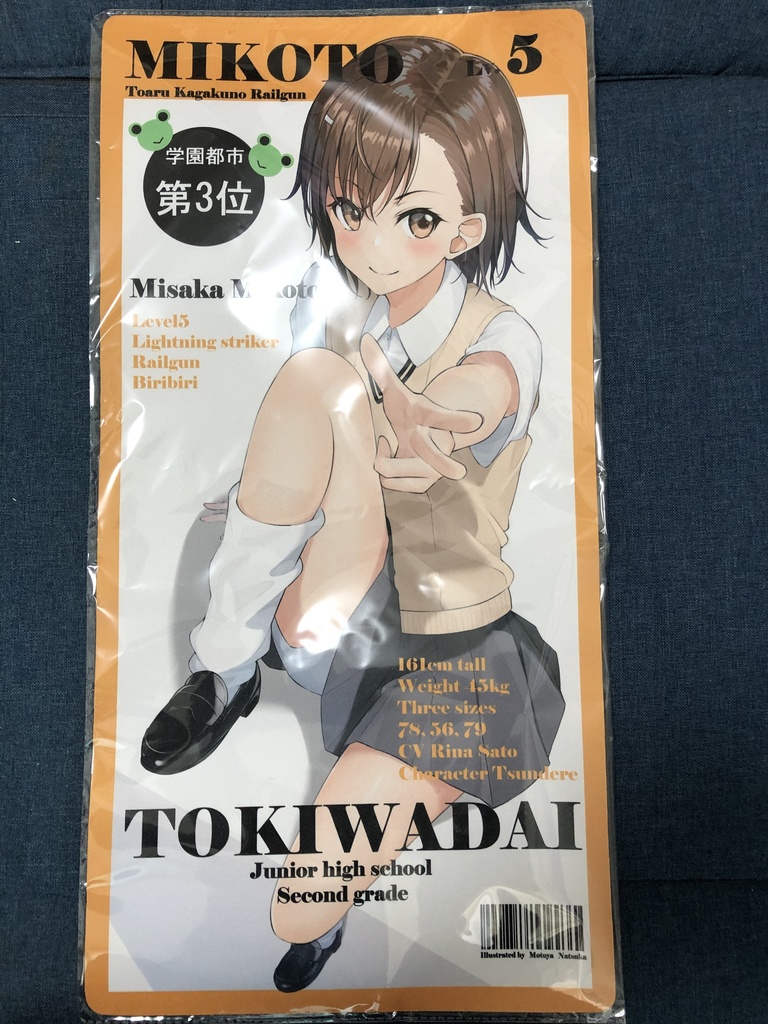 MIKOTO Lv.5
Toaru Kagakuno Railgun
学園都市
第3位
Misaka
Level5
Lightning striker
Railgun
Biribiri
161cm tall
Weight 45kg
Three sizes
78, 56, 79
CV Rina Sato
Character Tsundere
TOKIWADAI
Junior high school
Second grade
Illustrated by Motoya Natsuka